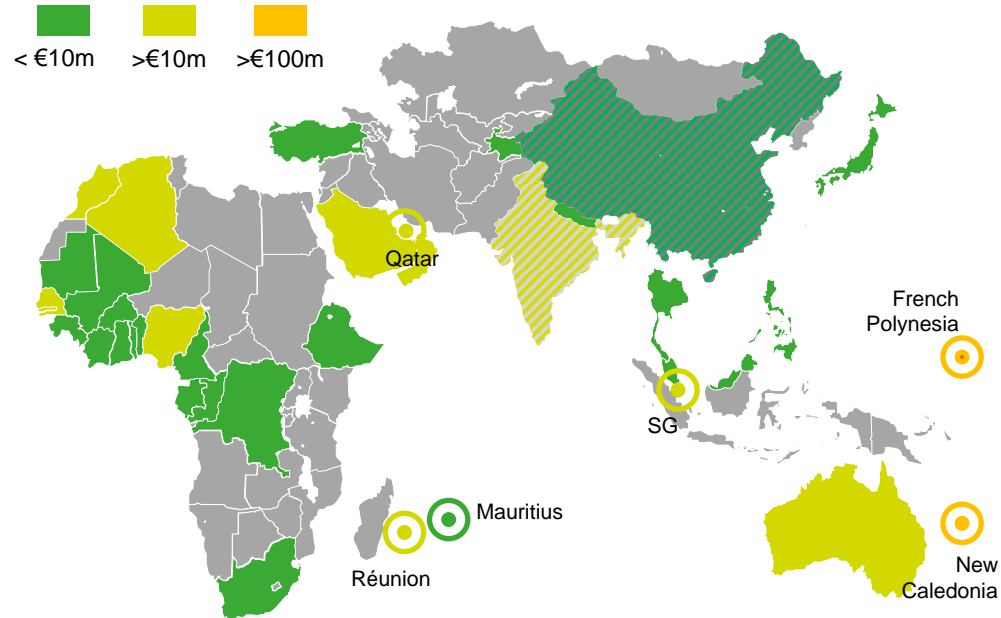 < €10m
>€10m
>€100m
Qatar
French
Polynesia
SG
Mauritius
Réunion
New
Caledonia